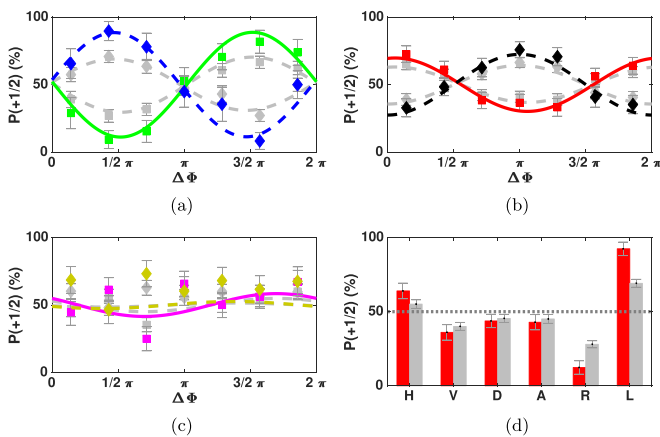 100
50
0
P(+1/2) (%)
0
1/2 π
π
3/2 π
2 π
ΔΦ
(a)
100
50
0
P(+1/2) (%)
0
1/2 π
π
3/2 π
2 π
ΔΦ
(b)
100
50
0
P(+1/2) (%)
0
1/2 π
π
3/2 π
2 π
ΔΦ
(c)
100
50
0
P(+1/2) (%)
H
V
D
A
R
L
(d)